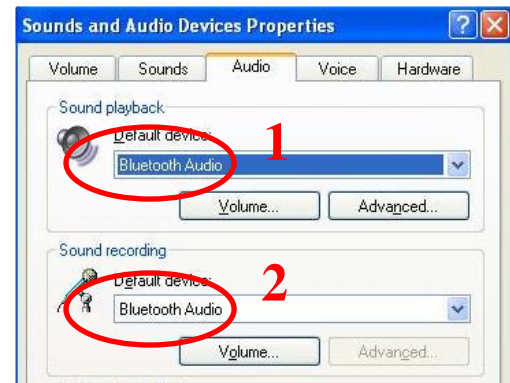 Sounds and Audio Devices Properties
Volume Sounds Audio Voice Hardware
Sound playback
Default device:
1
Bluetooth Audio
Volume... Advanced...
Sound recording
Default device:
2
Bluetooth Audio
Volume... Advanced...